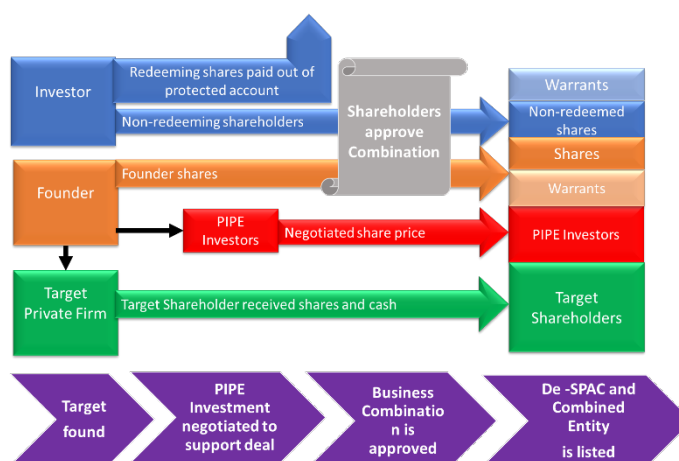 Investor
Redeeming shares paid out of
protected account
Non-redeeming shareholders
Shareholders
approve
Combination
Warrants
Non-redeemed
shares
Founder
Founder shares
Shares
Warrants
PIPE
Investors
Negotiated share price
PIPE Investors
Target
Private Firm
Target Shareholder received shares and cash
Target
Shareholders
Target
found
PIPE
Investment
negotiated to
support deal
Business
Combinatio
n is
approved
De -SPAC and
Combined
Entity
is listed